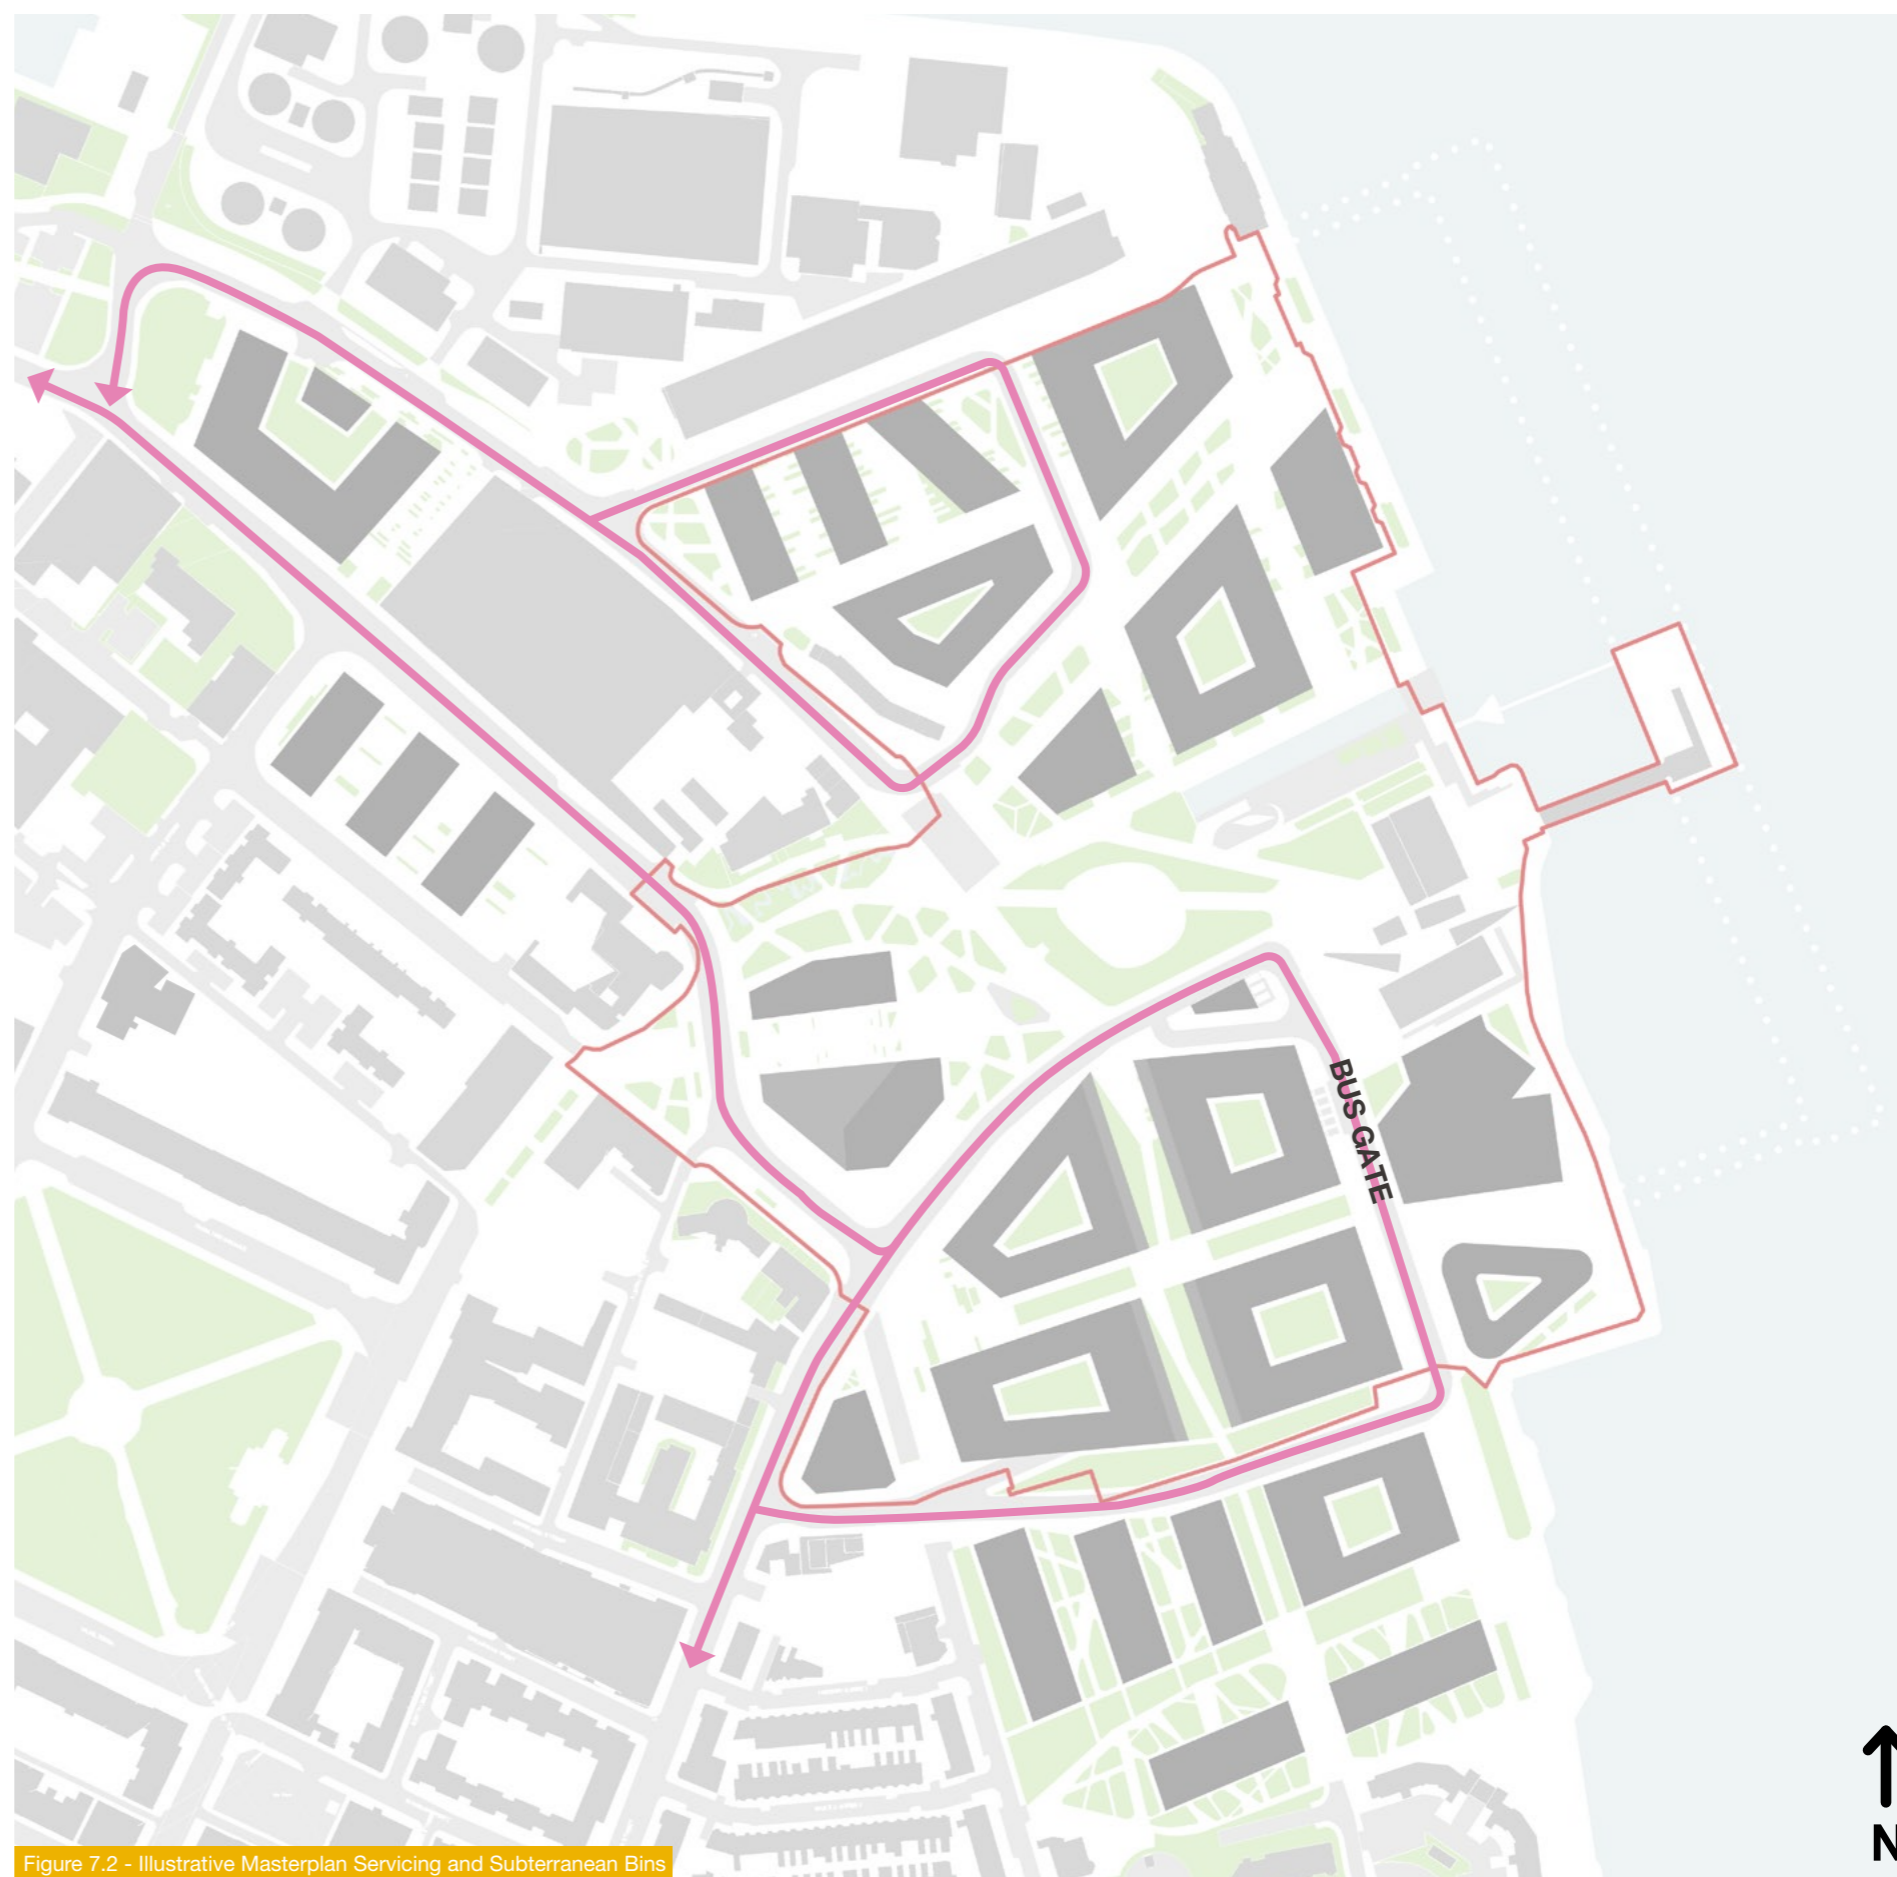 BUS GATE
N
Figure 7.2 - Illustrative Masterplan Servicing and Subterranean Bins